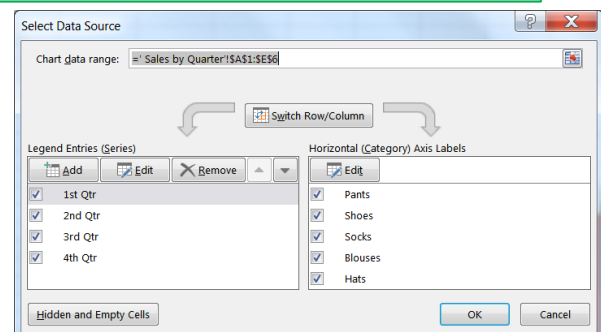 Select Data Source
Chart data range: =' Sales by Quarter'!$A$1:$E$6
Switch Row/Column
Legend Entries (Series)
Horizontal (Category) Axis Labels
Add Edit Remove
Edit
1st Qtr
2nd Qtr
3rd Qtr
4th Qtr
Pants
Shoes
Socks
Blouses
Hats
Hidden and Empty Cells
OK Cancel